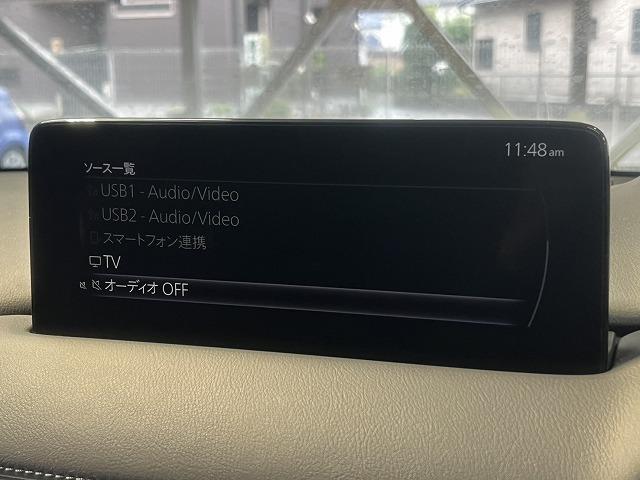 11:48am
ソース一覧
USB1 - Audio/Video
USB2 - Audio/Video
スマートフォン連携
TV
オーディオ OFF